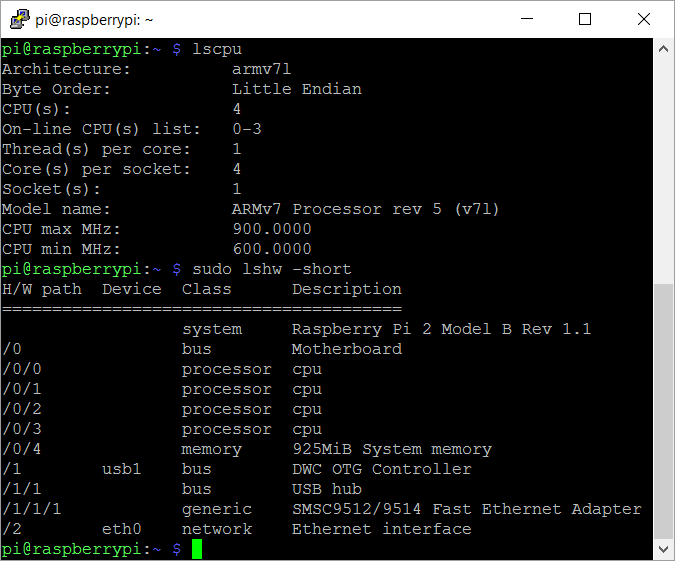 pi@raspberrypi: ~
pi@raspberrypi:~ $ lscpu
Architecture:          armv7l
Byte Order:            Little Endian
CPU(s):                4
On-line CPU(s) list:   0-3
Thread(s) per core:    1
Core(s) per socket:    4
Socket(s):             1
Model name:            ARMv7 Processor rev 5 (v7l)
CPU max MHz:           900.0000
CPU min MHz:           600.0000
pi@raspberrypi:~ $ sudo lshw -short
H/W path  Device  Class      Description
========================================
                  system     Raspberry Pi 2 Model B Rev 1.1
/0                bus        Motherboard
/0/0              processor  cpu
/0/1              processor  cpu
/0/2              processor  cpu
/0/3              processor  cpu
/0/4              memory     925MiB System memory
/1        usb1    bus        DWC OTG Controller
/1/1              bus        USB hub
/1/1/1            generic    SMSC9512/9514 Fast Ethernet Adapter
/2        eth0    network    Ethernet interface
pi@raspberrypi:~ $